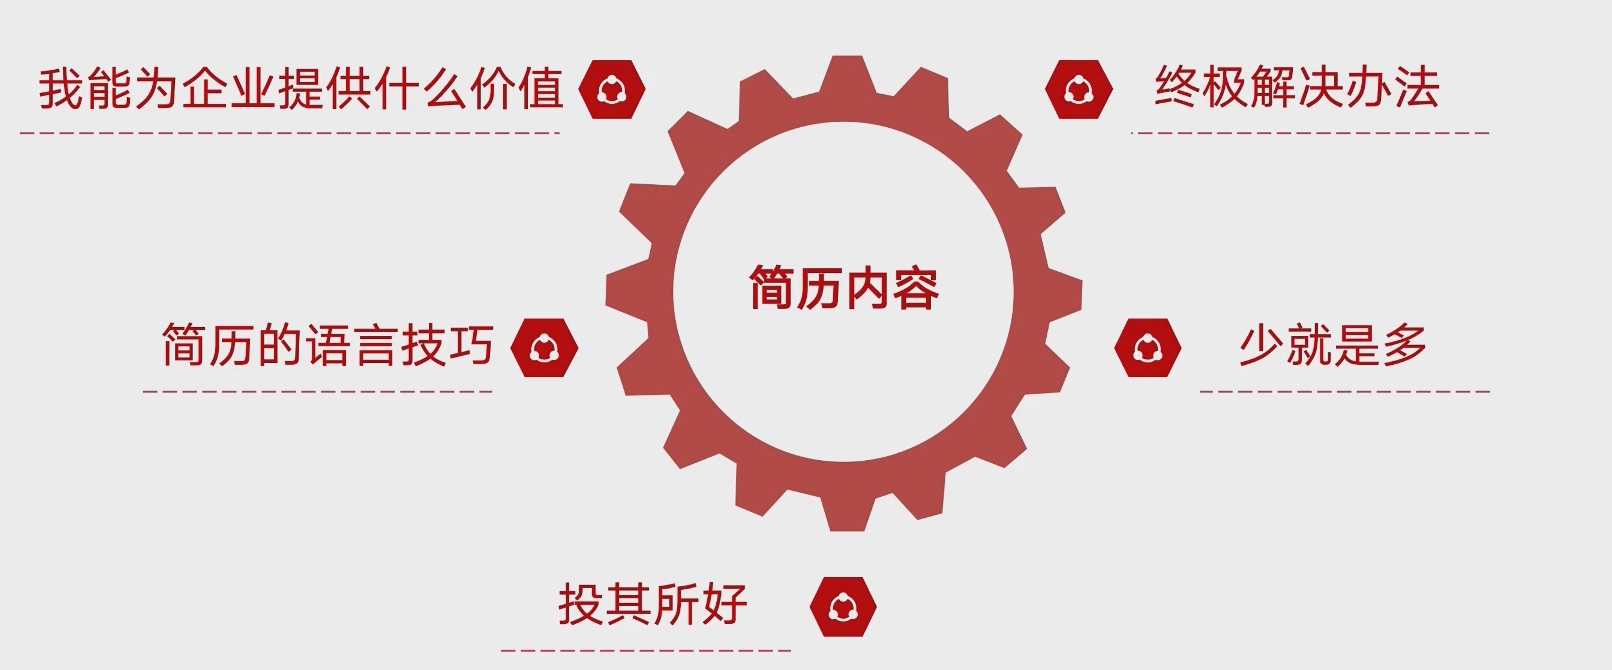 我能为企业提供什么价值
终极解决办法
简历内容
简历的语言技巧
少就是多
投其所好